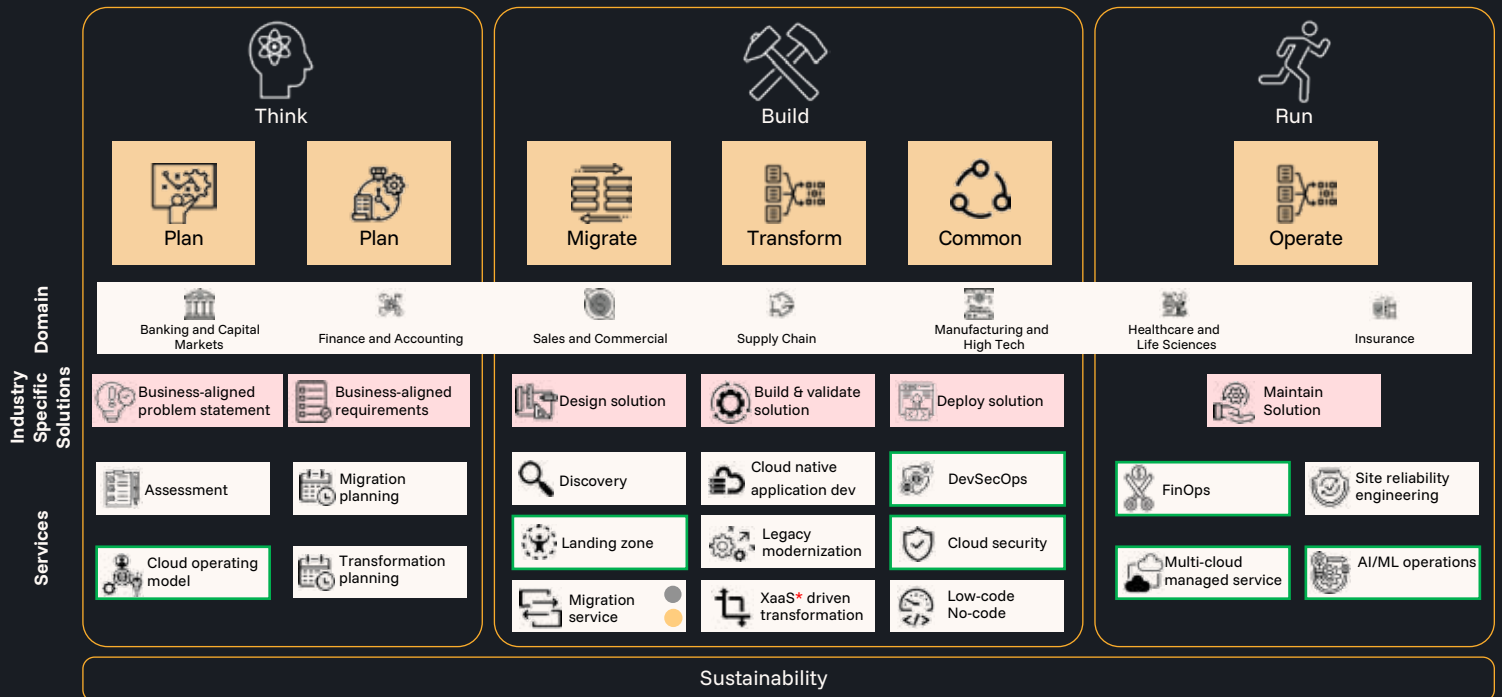 Think
Build
Run
Plan
Plan
Migrate
Transform
Common
Operate
Domain
Banking and Capital
Markets
Finance and Accounting
Sales and Commercial
Supply Chain
Manufacturing and
High Tech
Healthcare and
Life Sciences
Insurance
Industry
Specific
Solutions
Business-aligned
problem statement
Business-aligned
requirements
Design solution
Build & validate
solution
Deploy solution
Maintain
Solution
Services
Assessment
Migration
planning
Discovery
Cloud native
application dev
DevSecOps
FinOps
Site reliability
engineering
Landing zone
Legacy
modernization
Cloud security
Cloud operating
model
Transformation
planning
Migration
service
XaaS* driven
transformation
Low-code
No-code
Multi-cloud
managed service
AI/ML operations
Sustainability